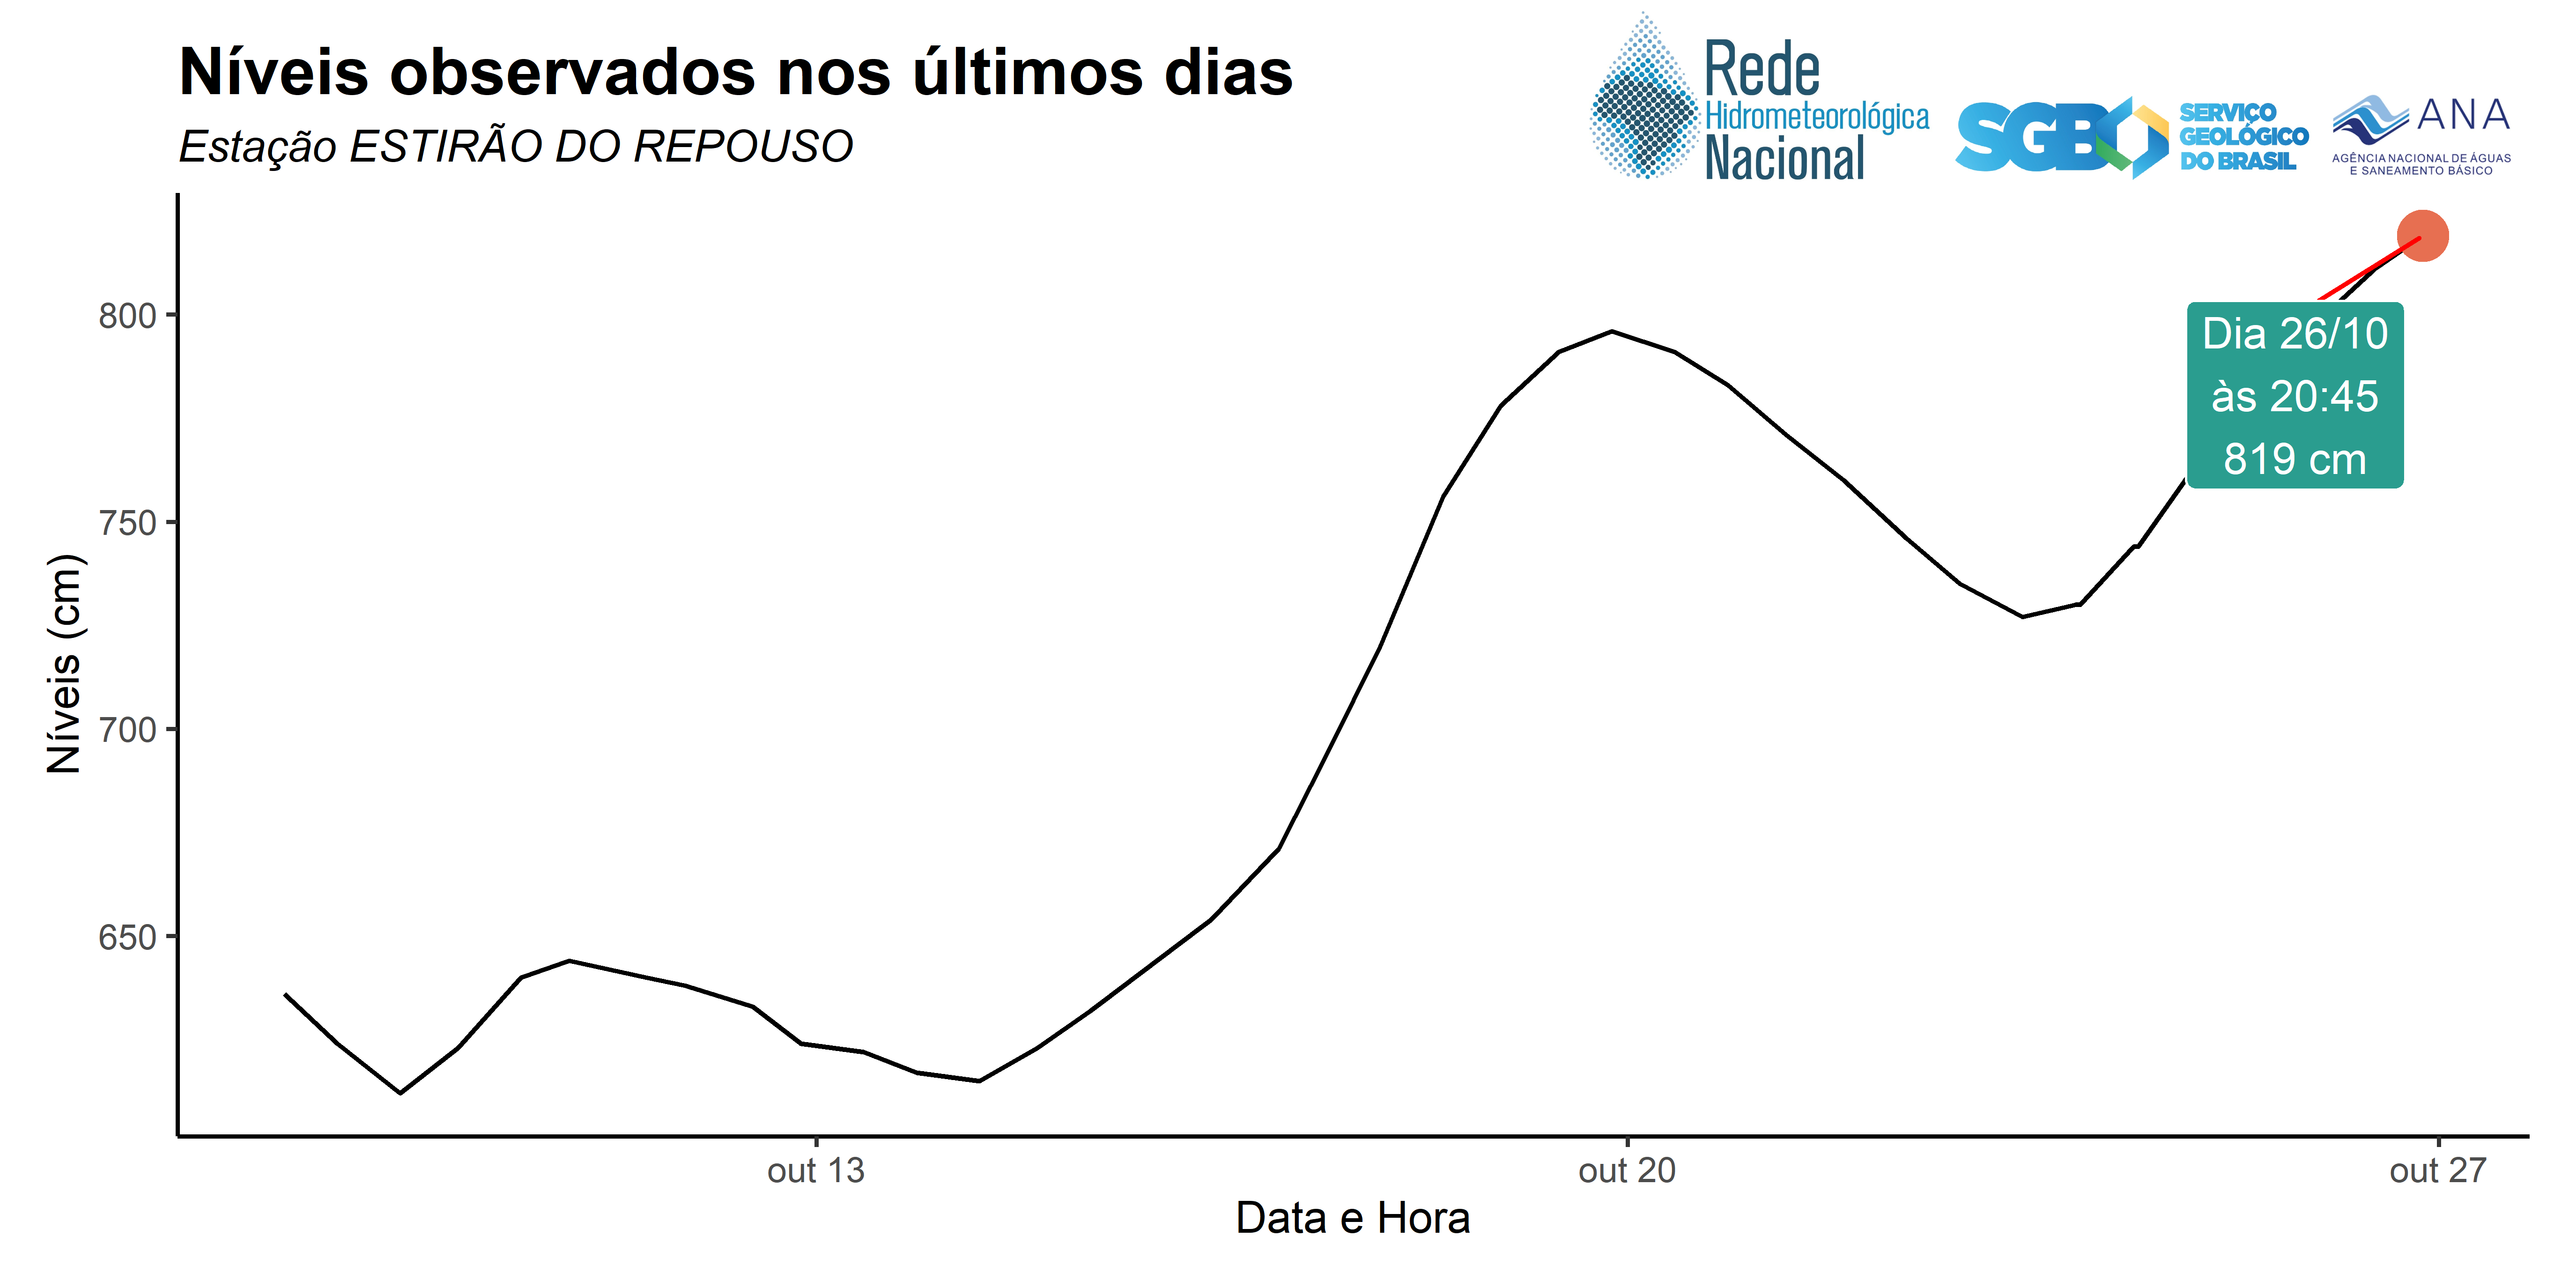 Níveis observados nos últimos dias
Estação ESTIRÃO DO REPOUSO
Rede
Hidrometeorológica
Nacional
SGB
SERVIÇO
GEOLÓGICO
DO BRASIL
ANA
AGÊNCIA NACIONAL DE ÁGUAS
E SANEAMENTO BÁSICO
Níveis (cm)
800
750
700
650
Dia 26/10
às 20:45
819 cm
out 13
out 20
out 27
Data e Hora